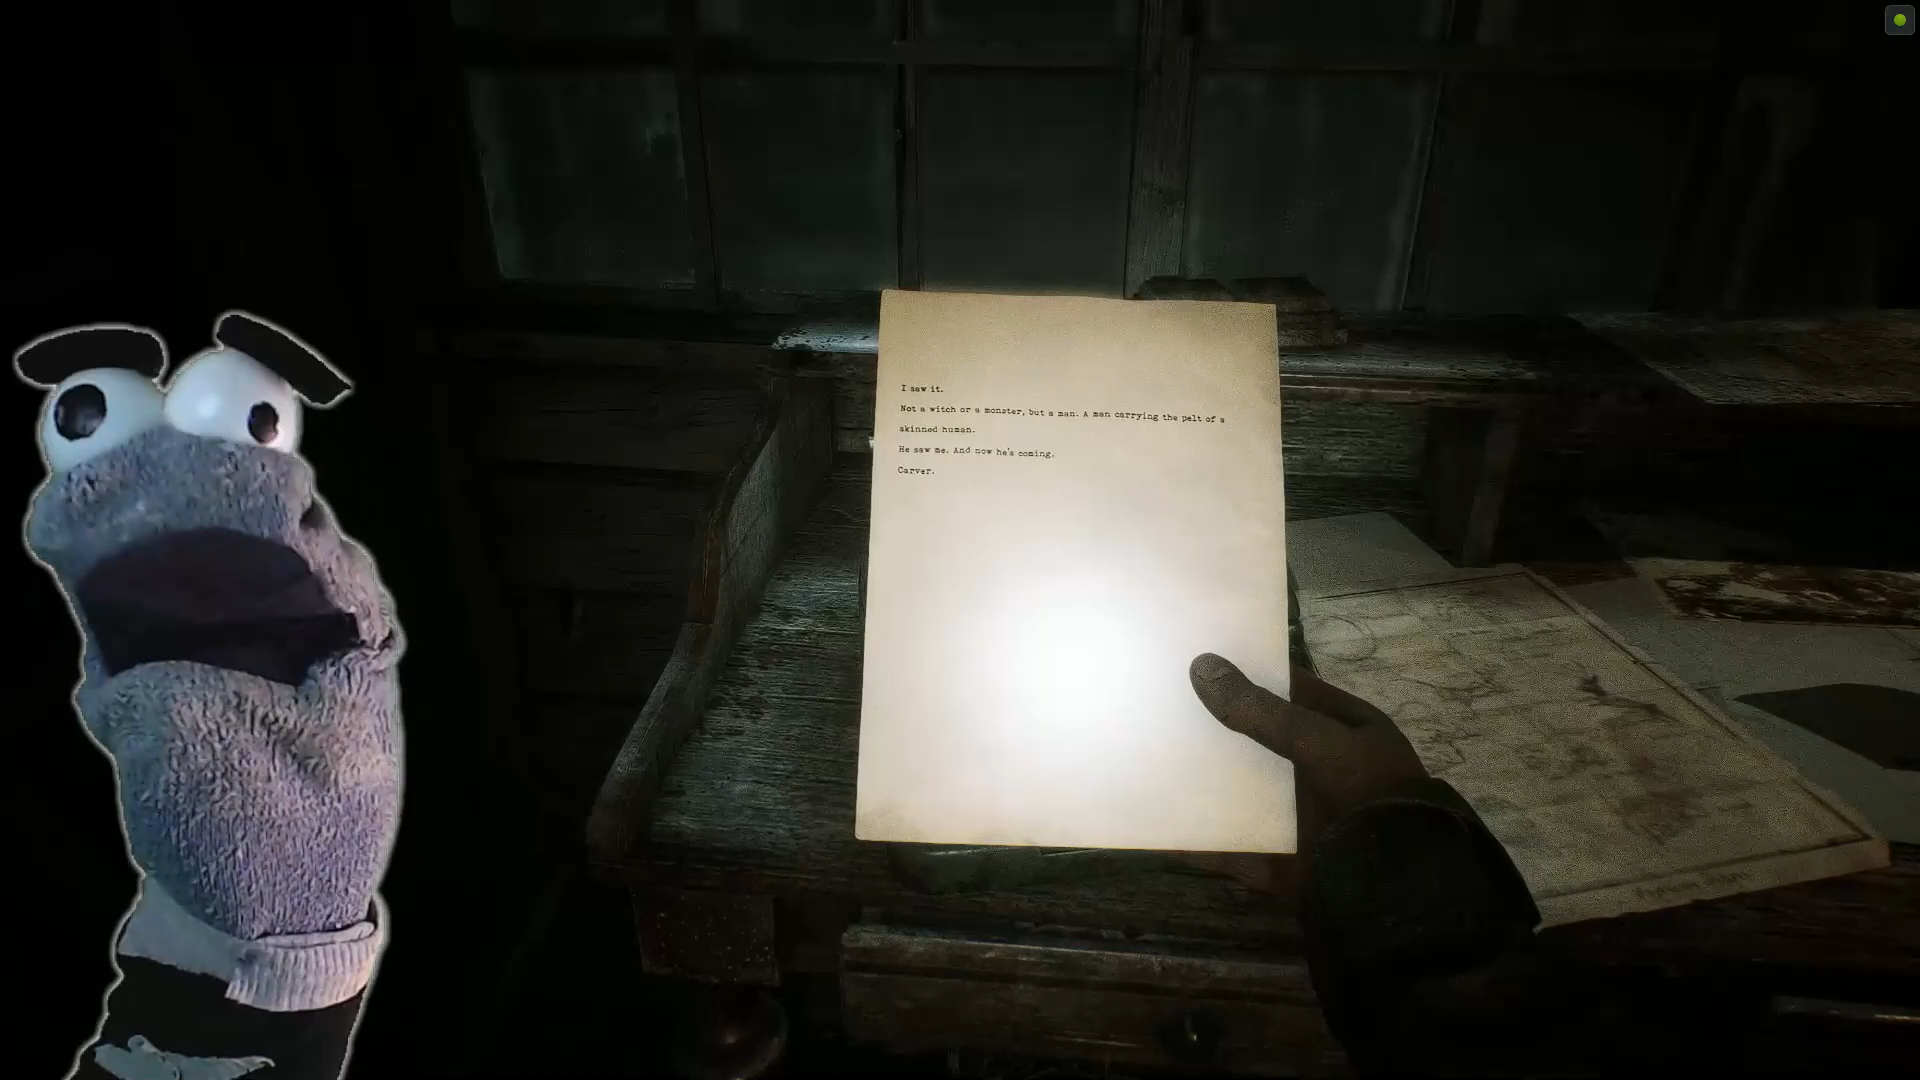 I saw it.
Not a witch or a monster, but a man. A man carrying the pelt of a
skinned human.
He saw me. And now he's coming.
Carver.